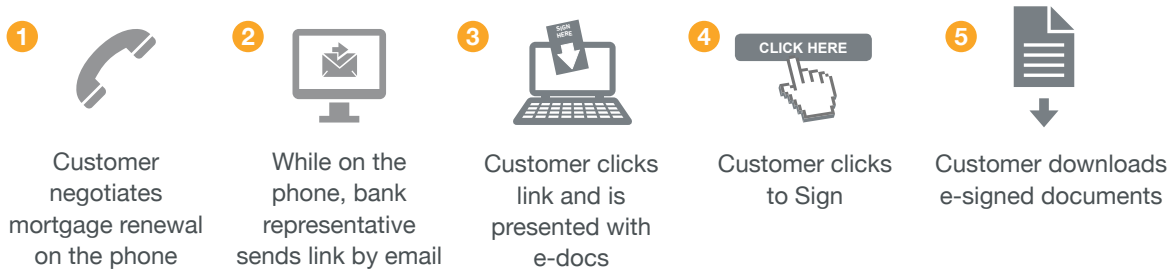 1
Customer
negotiates
mortgage renewal
on the phone
2
While on the
phone, bank
representative
sends link by email
3
SIGN
HERE
Customer clicks
link and is
presented with
e-docs
4
CLICK HERE
Customer clicks
to Sign
5
Customer downloads
e-signed documents